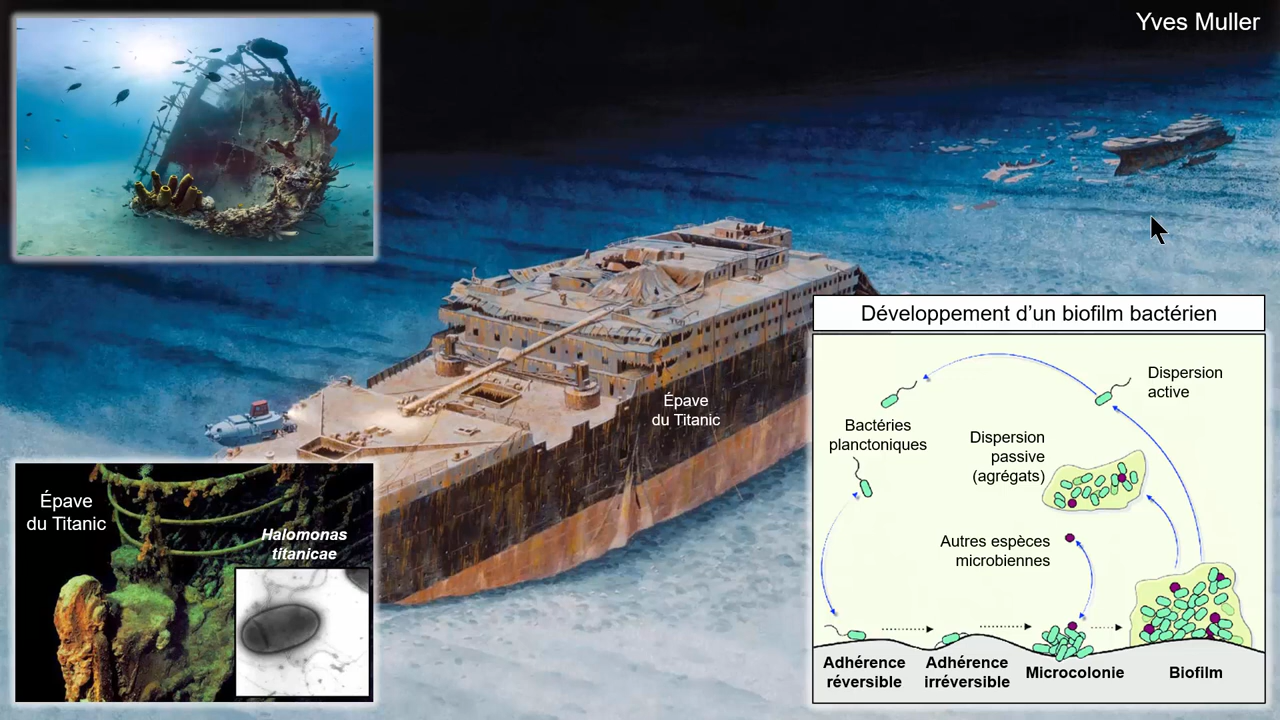 Yves Muller
Épave
du Titanic
Épave
du Titanic
Halomonas
titanicae
Développement d’un biofilm bactérien
Dispersion
active
Bactéries
planctoniques
Dispersion
passive
(agrégats)
Autres espèces
microbiennes
Adhérence
réversible
Adhérence
irréversible
Microcolonie
Biofilm